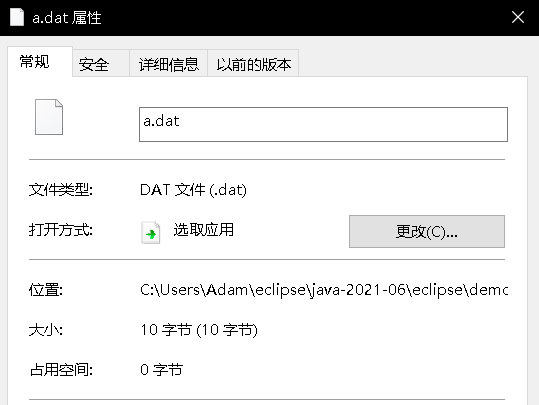 a.dat 属性
常规 安全 详细信息 以前的版本
a.dat
文件类型: DAT 文件 (.dat)
打开方式: 选取应用 更改(C)...
位置: C:\Users\Adam\eclipse\java-2021-06\eclipse\demo
大小: 10 字节 (10 字节)
占用空间: 0 字节